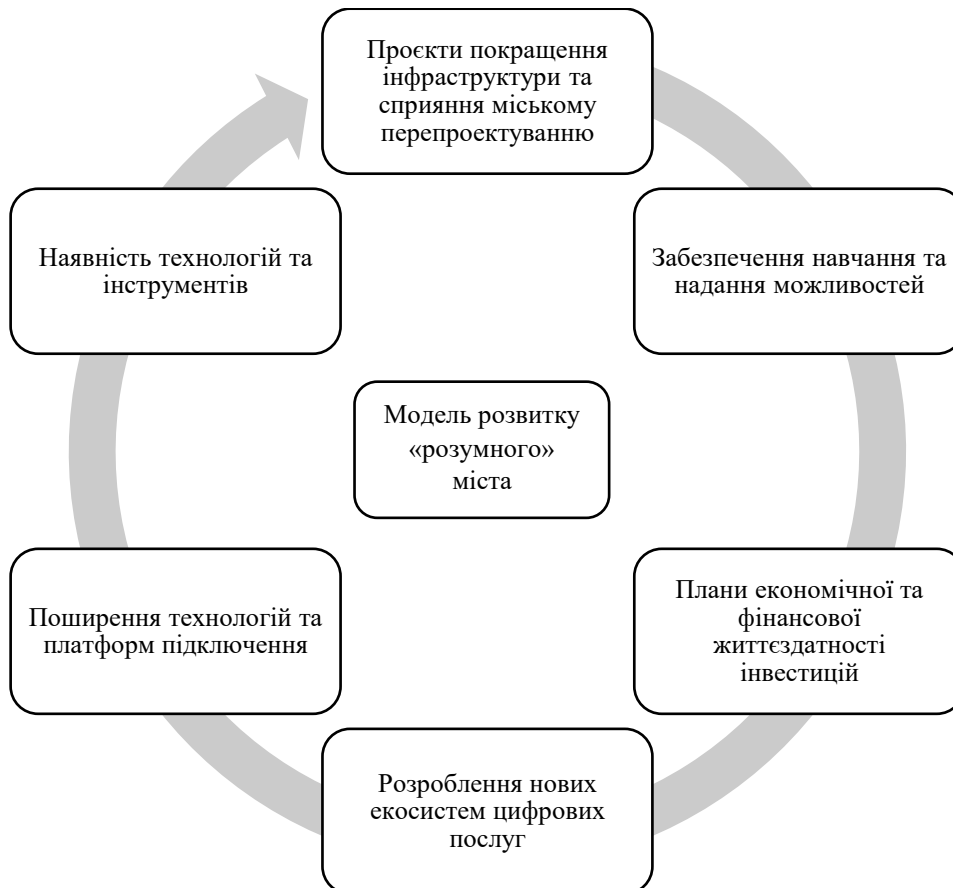 Проєкти покращення
інфраструктури та
сприяння міському
перепроектуванню
Наявність технологій та
інструментів
Забезпечення навчання та
надання можливостей
Модель розвитку
«розумного»
міста
Поширення технологій та
платформ підключення
Плани економічної та
фінансової
життєздатності
інвестицій
Розроблення нових
екосистем цифрових
послуг